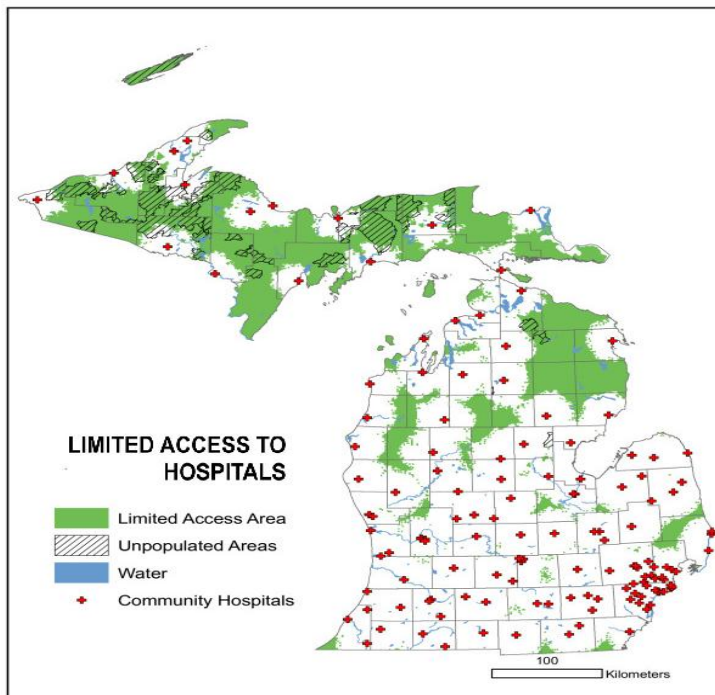 LIMITED ACCESS TO
HOSPITALS
Limited Access Area
Unpopulated Areas
Water
Community Hospitals
100
Kilometers